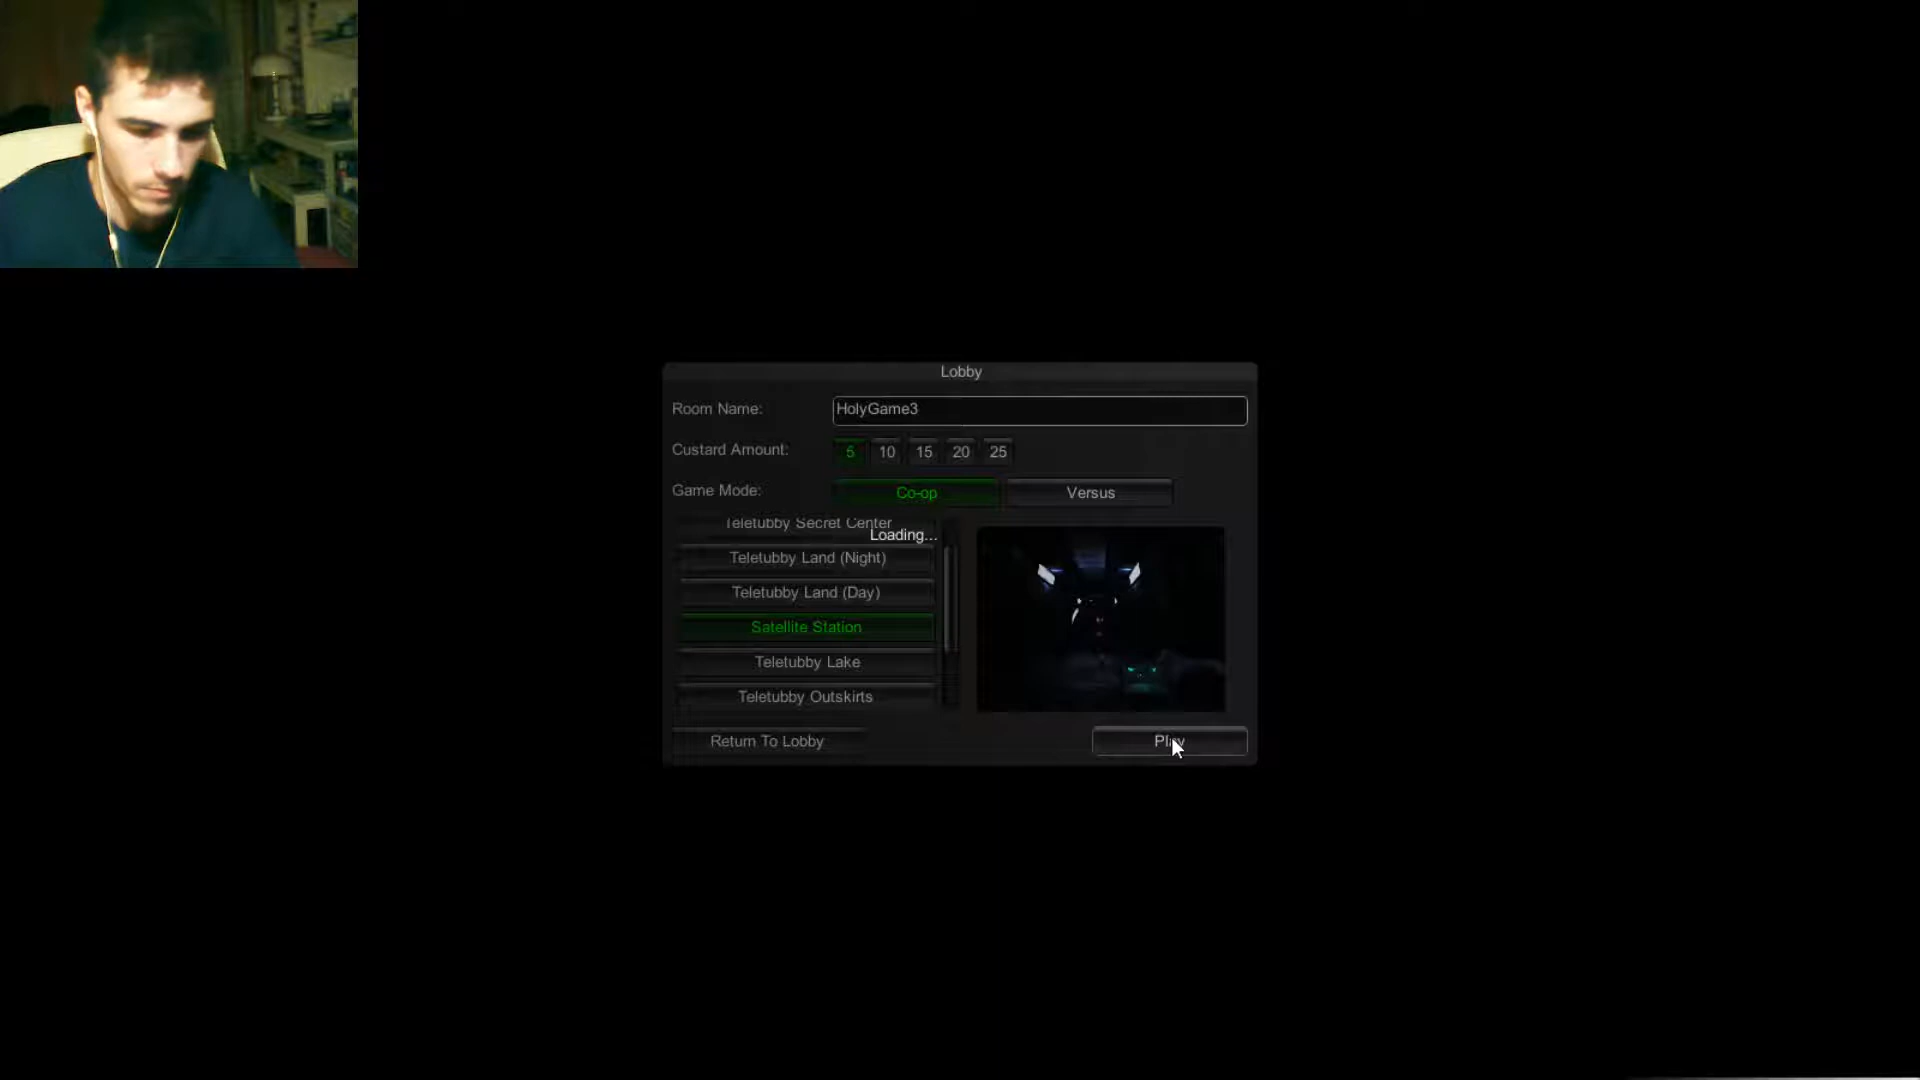 Lobby
Room Name: HolyGame3
Custard Amount: 5 10 15 20 25
Game Mode: Co-op Versus
Teletubby Secret Center
Loading...
Teletubby Land (Night)
Teletubby Land (Day)
Satellite Station
Teletubby Lake
Teletubby Outskirts
Return To Lobby Play